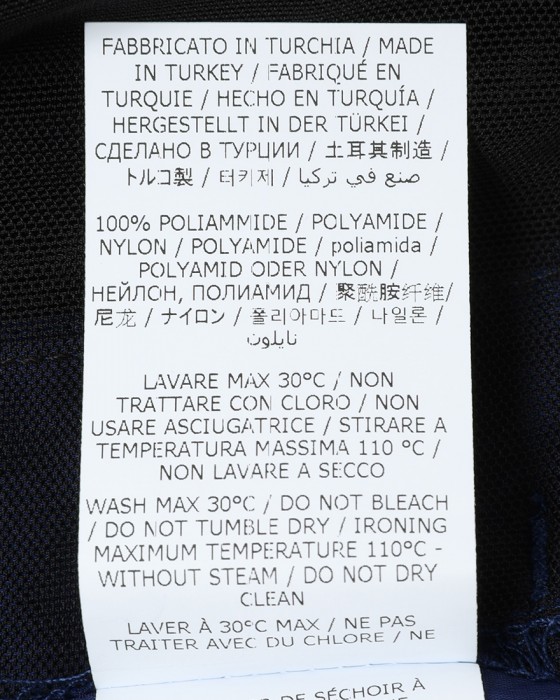 FABBRICATO IN TURCHIA / MADE
IN TURKEY / FABRIQUÉ EN
TURQUIE / HECHO EN TURQUÍA /
HERGESTELLT IN DER TÜRKEI /
СДЕЛАНО В ТУРЦИИ / 土耳其制造 /
トルコ製 / 터키제 / صنع في تركيا
100% POLIAMMIDE / POLYAMIDE /
NYLON / POLYAMIDE / poliamida /
POLYAMID ODER NYLON /
НЕЙЛОН, ПОЛИАМИД / 聚酰胺纤维/
尼龙 / ナイロン / 폴리아마드 / 나일론 /
نايلون
LAVARE MAX 30°C / NON
TRATTARE CON CLORO / NON
USARE ASCIUGATRICE / STIRARE A
TEMPERATURA MASSIMA 110 °C /
NON LAVARE A SECCO
WASH MAX 30°C / DO NOT BLEACH
/ DO NOT TUMBLE DRY / IRONING
MAXIMUM TEMPERATURE 110°C -
WITHOUT STEAM / DO NOT DRY
CLEAN
LAVER À 30°C MAX / NE PAS
TRAITER AVEC DU CHLORE / NE
DE SÉCHOIR À